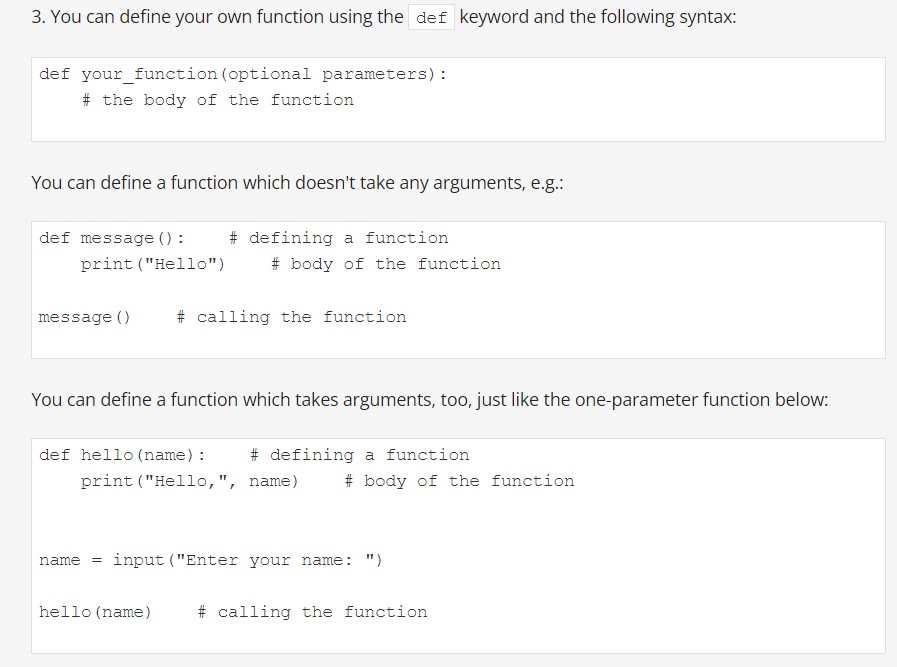 3. You can define your own function using the def keyword and the following syntax:
def your_function(optional parameters):
    # the body of the function
You can define a function which doesn't take any arguments, e.g.:
def message():    # defining a function
    print("Hello")    # body of the function
message()    # calling the function
You can define a function which takes arguments, too, just like the one-parameter function below:
def hello(name):    # defining a function
    print("Hello,", name)    # body of the function
name = input("Enter your name: ")
hello(name)    # calling the function